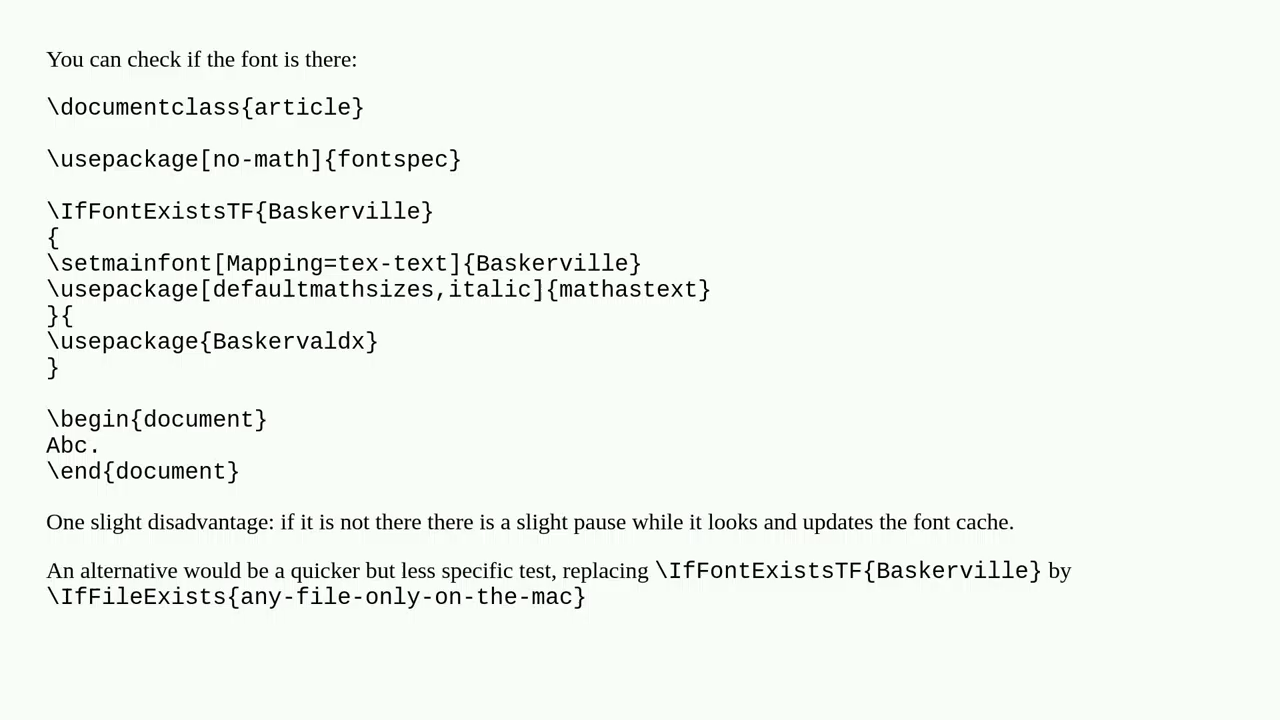 You can check if the font is there:
\documentclass{article}
\usepackage[no-math]{fontspec}
\IfFontExistsTF{Baskerville}
{
\setmainfont[Mapping=tex-text]{Baskerville}
\usepackage[defaultmathsizes,italic]{mathastext}
}{
\usepackage{Baskervaldx}
}
\begin{document}
Abc.
\end{document}
One slight disadvantage: if it is not there there is a slight pause while it looks and updates the font cache.
An alternative would be a quicker but less specific test, replacing \IfFontExistsTF{Baskerville} by
\IfFileExists{any-file-only-on-the-mac}